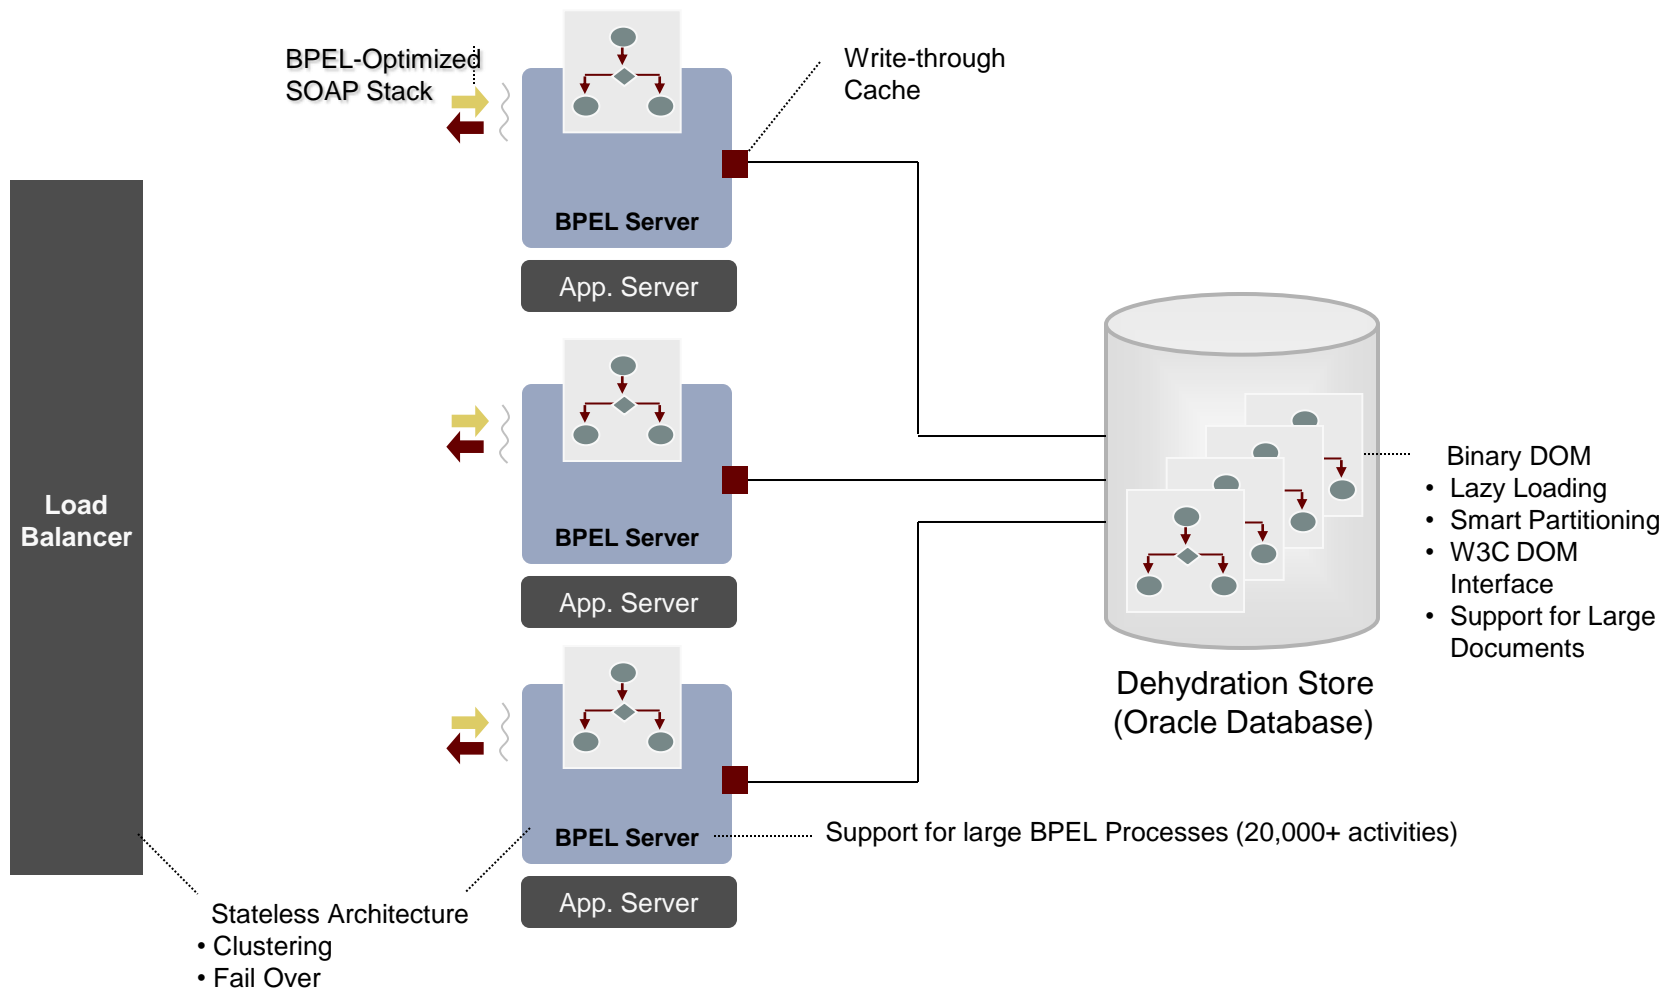 BPEL-Optimized
SOAP Stack
Write-through
Cache
BPEL Server
App. Server
BPEL Server
App. Server
Load
Balancer
Binary DOM
• Lazy Loading
• Smart Partitioning
• W3C DOM
Interface
• Support for Large
Documents
Dehydration Store
(Oracle Database)
BPEL Server
Support for large BPEL Processes (20,000+ activities)
App. Server
Stateless Architecture
• Clustering
• Fail Over